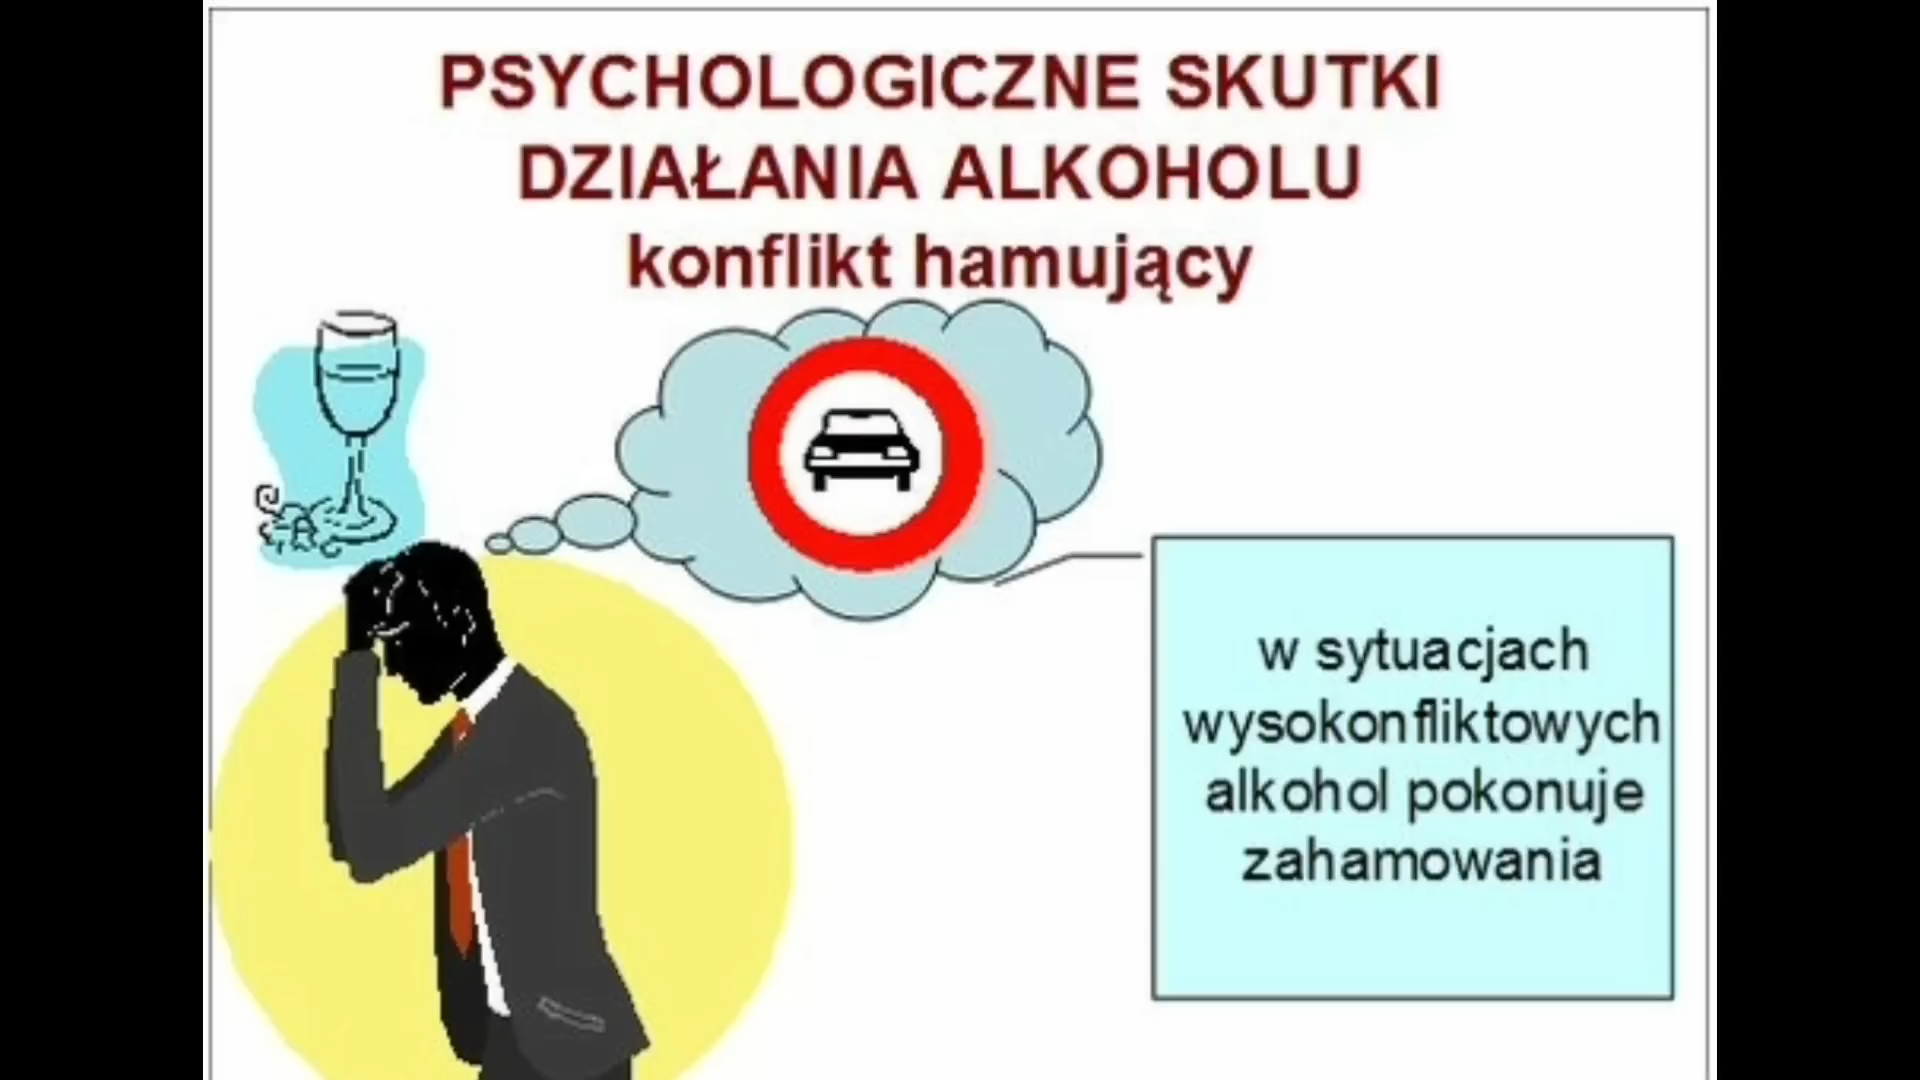 PSYCHOLOGICZNE SKUTKI
DZIAŁANIA ALKOHOLU
konflikt hamujący
w sytuacjach
wysokonfliktowych
alkohol pokonuje
zahamowania